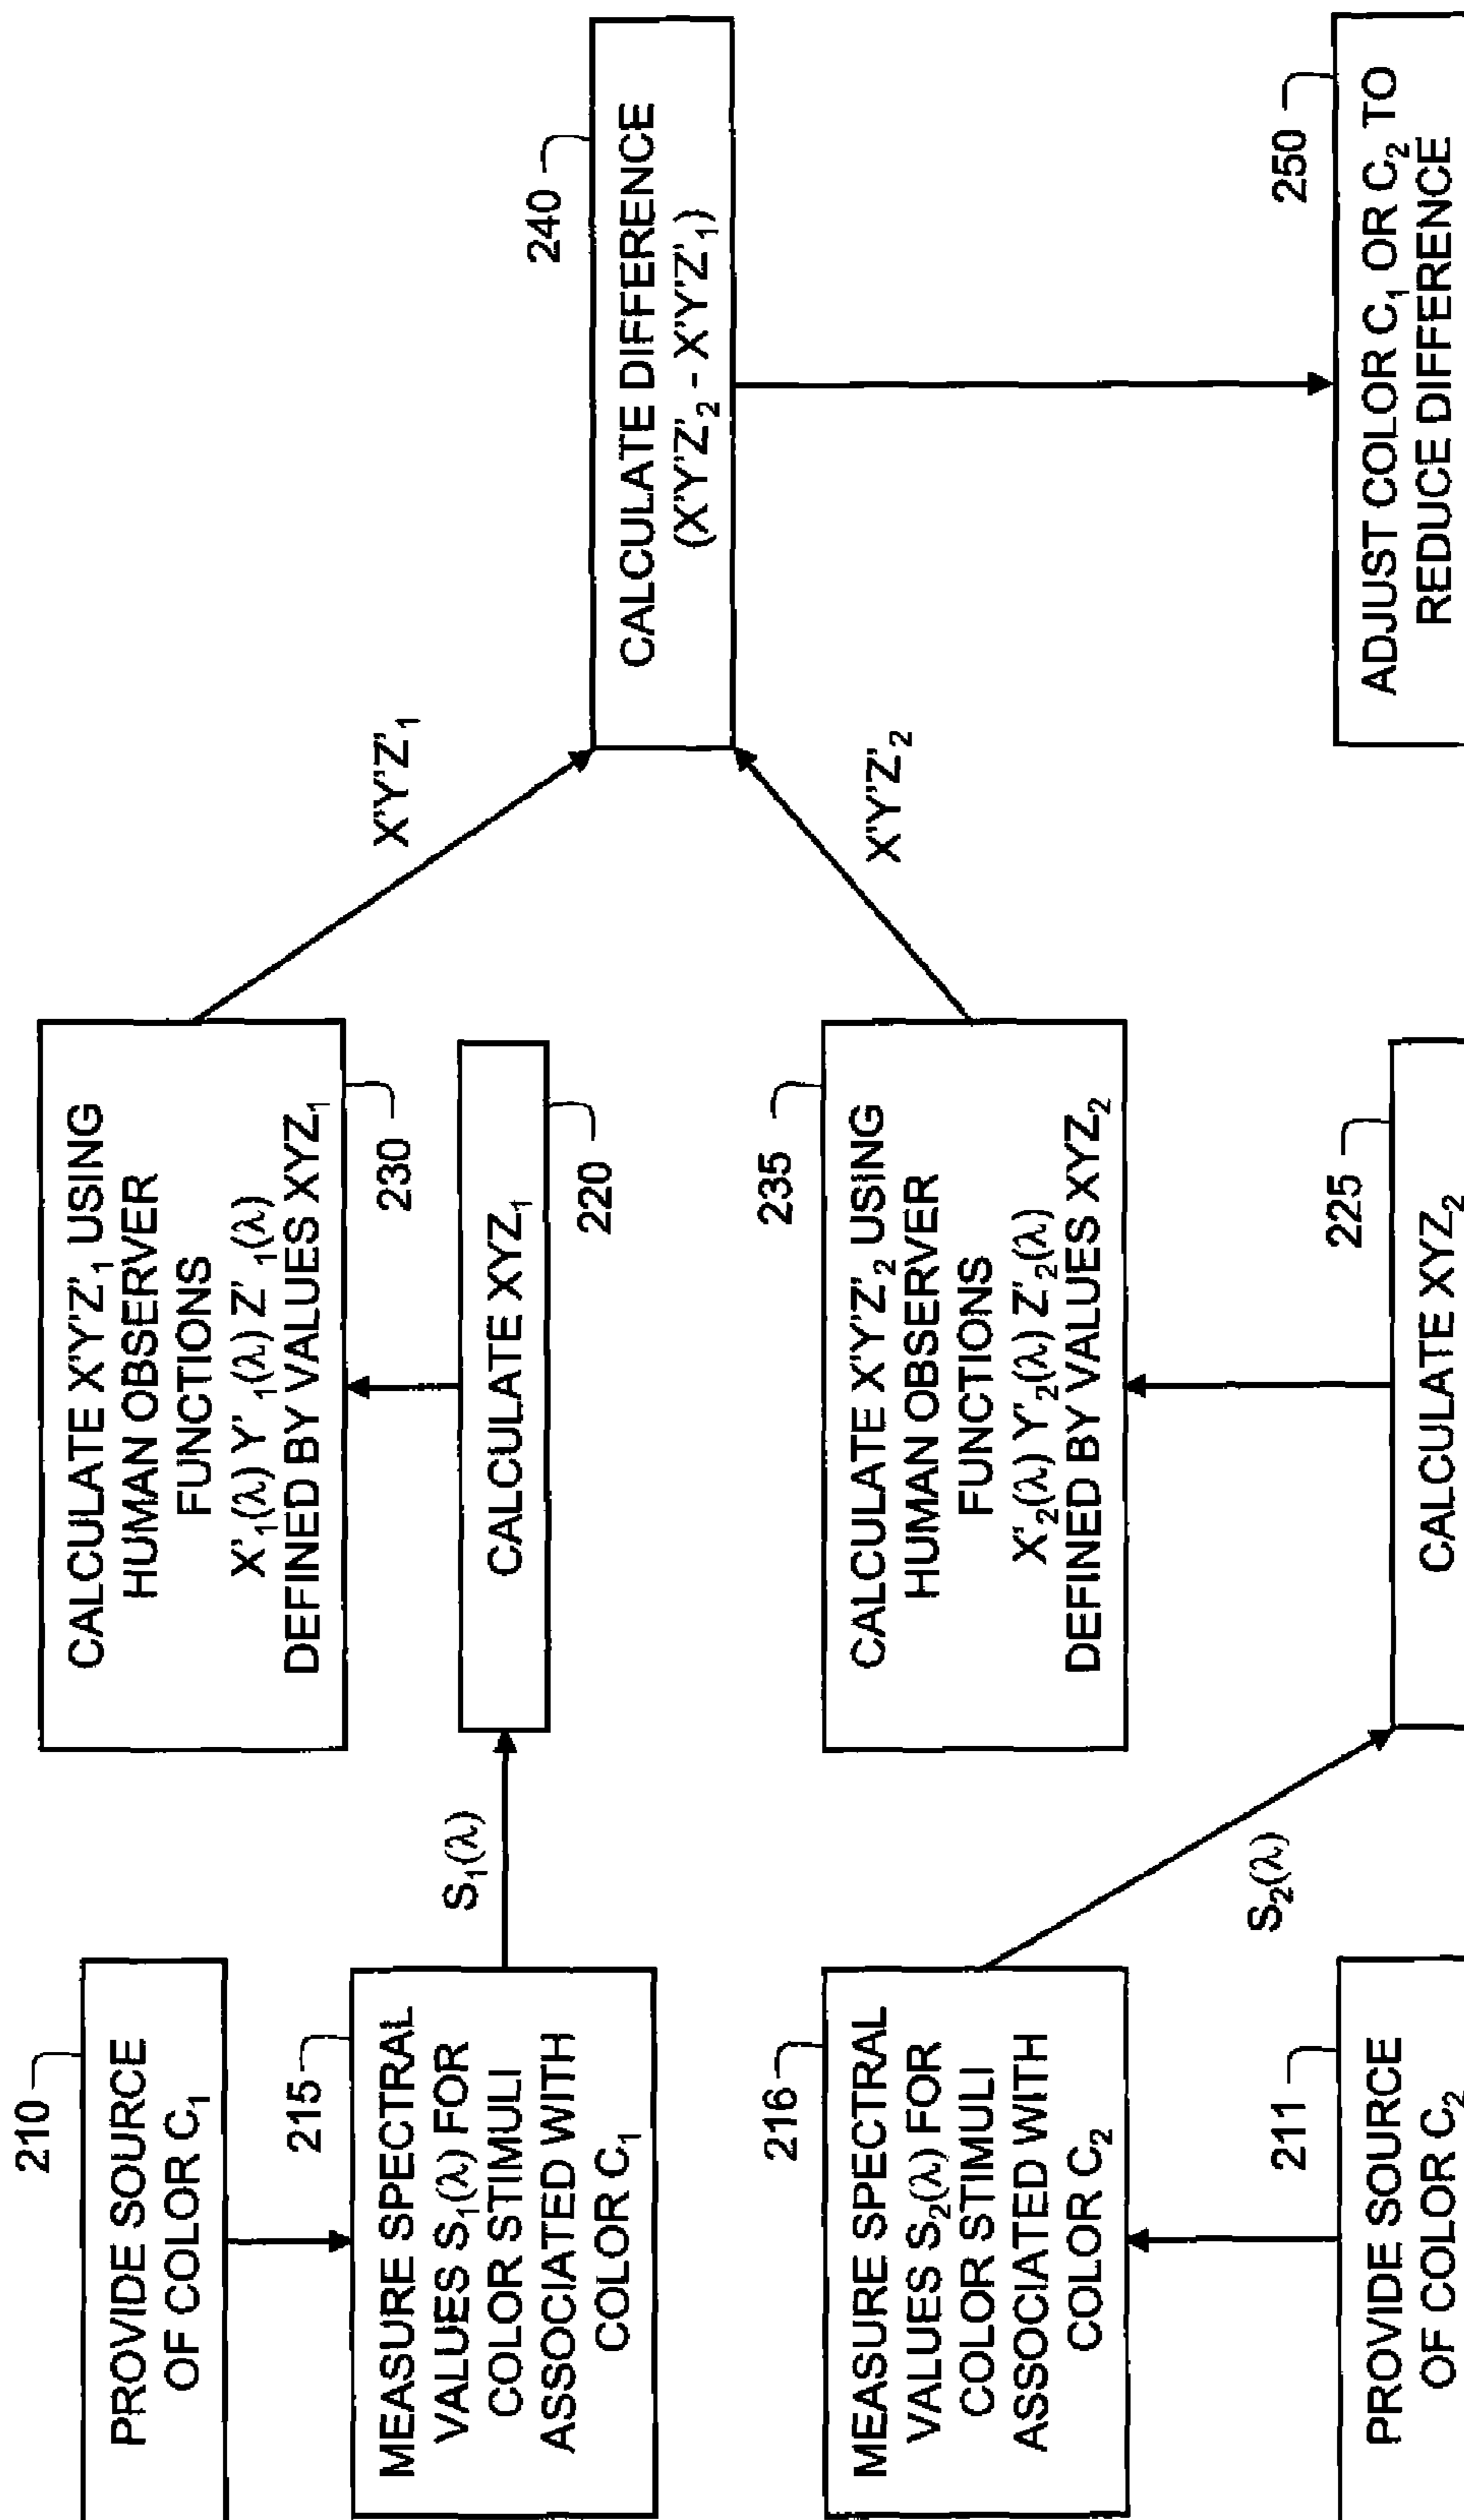 210
PROVIDE SOURCE
OF COLOR C₁
215
MEASURE SPECTRAL
VALUES S₁(λ) FOR
COLOR STIMULI
ASSOCIATED WITH
COLOR C₁
216
MEASURE SPECTRAL
VALUES S₂(λ) FOR
COLOR STIMULI
ASSOCIATED WITH
COLOR C₂
211
PROVIDE SOURCE
OF COLOR C₂
S₁(λ)
S₂(λ)
CALCULATE X'Y'Z'₁ USING
HUMAN OBSERVER
FUNCTIONS
X'₁(λ) Y'₁(λ) Z'₁(λ)
DEFINED BY VALUES XYZ₁
230
CALCULATE XYZ₁
220
235
CALCULATE X'Y'Z'₂ USING
HUMAN OBSERVER
FUNCTIONS
X'₂(λ) Y'₂(λ) Z'₂(λ)
DEFINED BY VALUES XYZ₂
225
CALCULATE XYZ₂
X'Y'Z'₁
X'Y'Z'₂
240
CALCULATE DIFFERENCE
(X'Y'Z'₂ - X'Y'Z'₁)
250
ADJUST COLOR C₁ OR C₂ TO
REDUCE DIFFERENCE